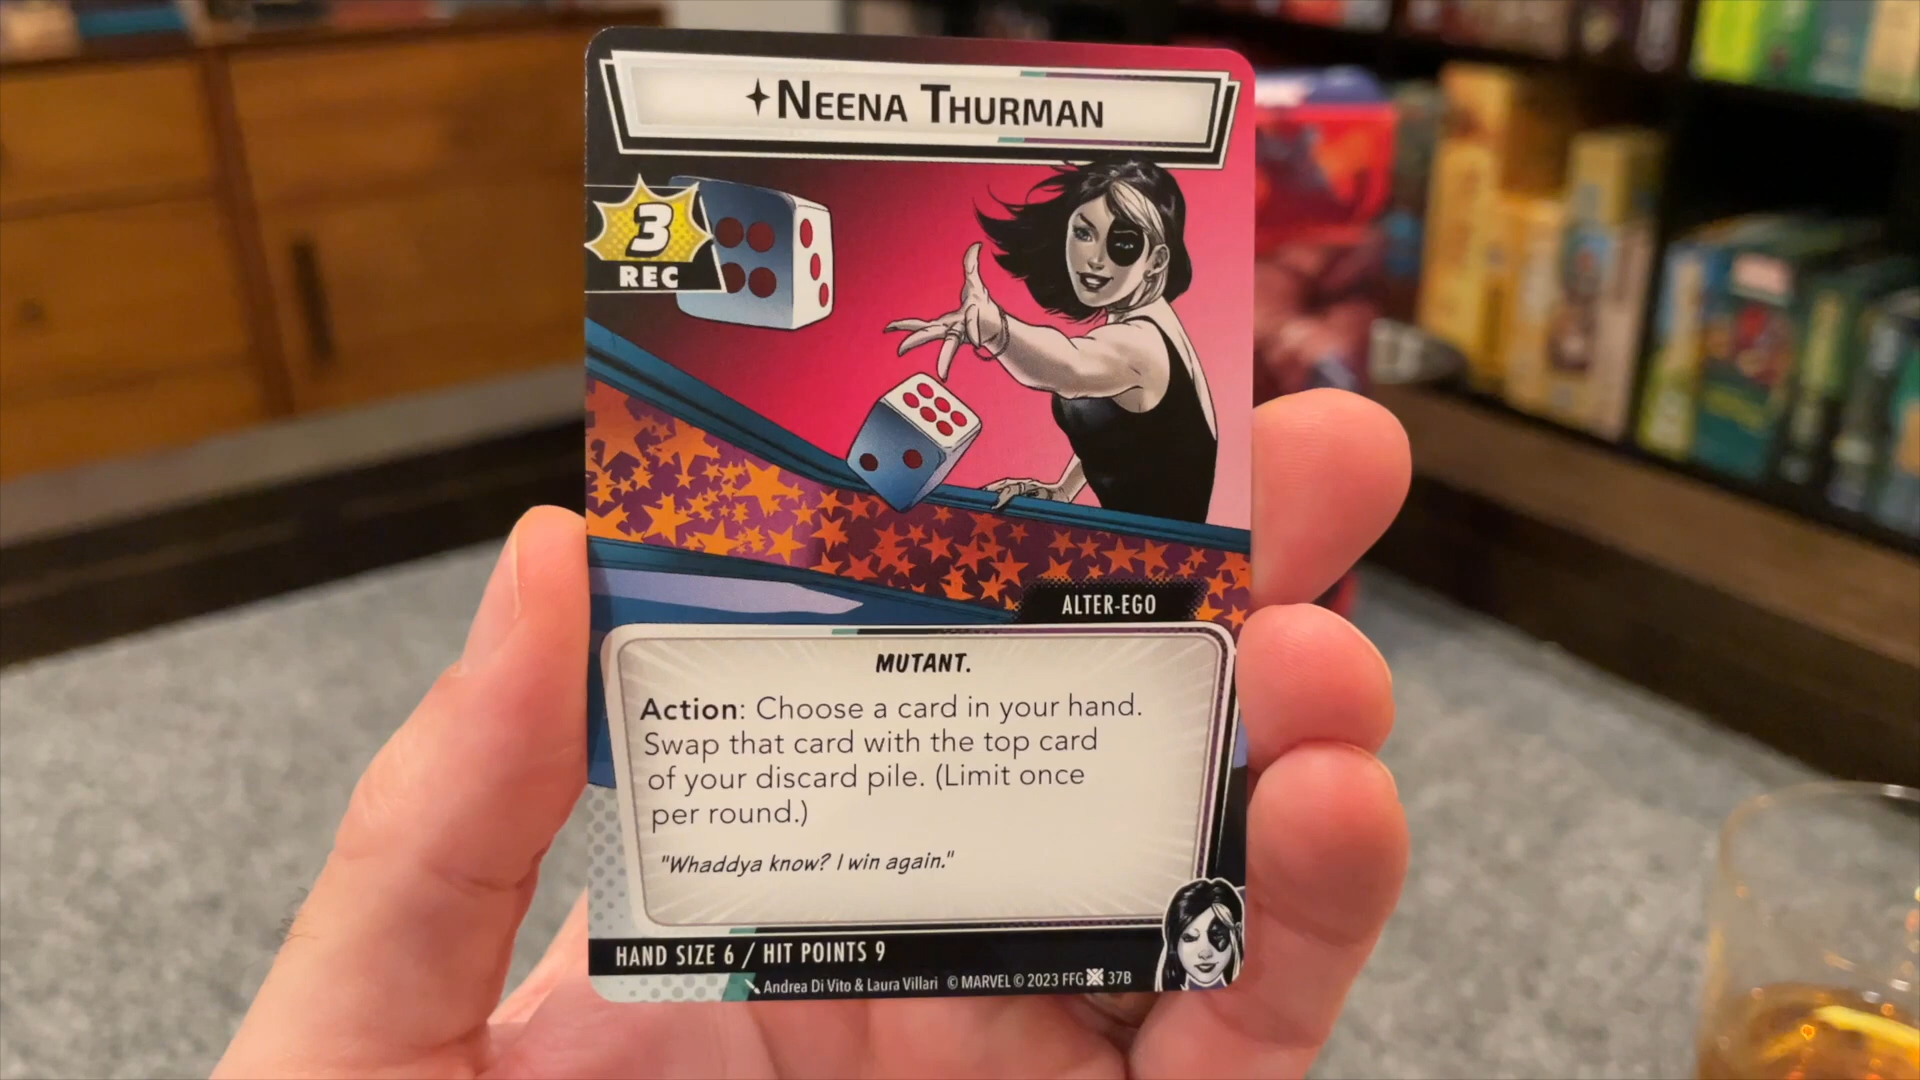 NEENA THURMAN
3
REC
ALTER-EGO
MUTANT.
Action: Choose a card in your hand.
Swap that card with the top card
of your discard pile. (Limit once
per round.)
"Whaddya know? I win again."
HAND SIZE 6 / HIT POINTS 9
Andrea Di Vito & Laura Villari © MARVEL © 2023 FFG 37B